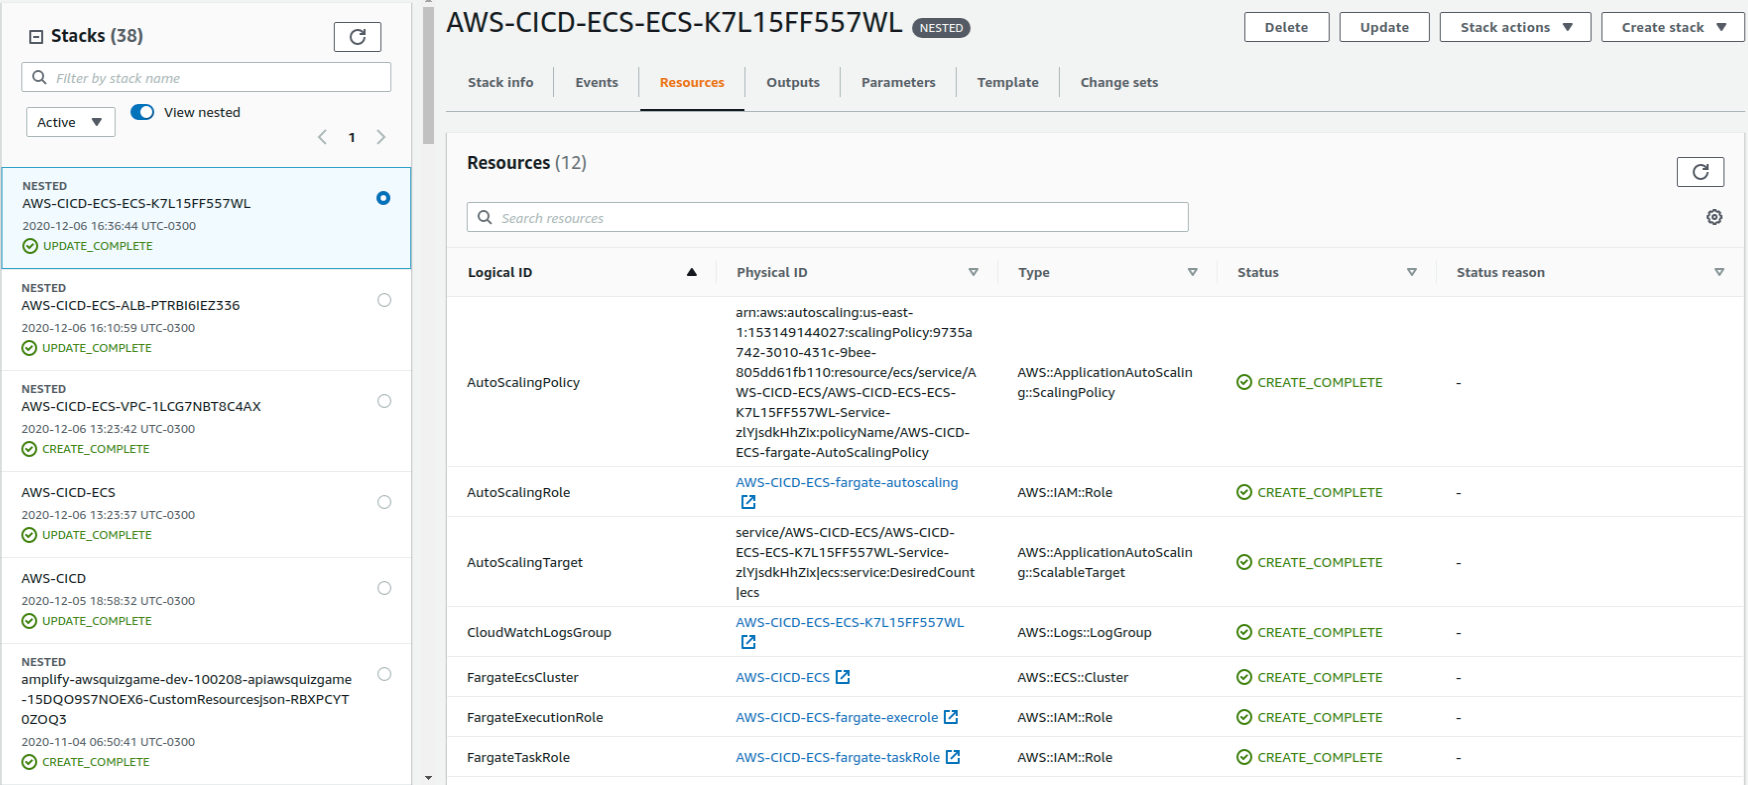 Stacks (38)
Filter by stack name
Active
View nested
1
NESTED
AWS-CICD-ECS-ECS-K7L15FF557WL
2020-12-06 16:36:44 UTC-0300
UPDATE_COMPLETE
NESTED
AWS-CICD-ECS-ALB-PTRBI6IEZ336
2020-12-06 16:10:59 UTC-0300
UPDATE_COMPLETE
NESTED
AWS-CICD-ECS-VPC-1LCG7NBT8C4AX
2020-12-06 13:23:42 UTC-0300
CREATE_COMPLETE
AWS-CICD-ECS
2020-12-06 13:23:37 UTC-0300
UPDATE_COMPLETE
AWS-CICD
2020-12-05 18:58:32 UTC-0300
UPDATE_COMPLETE
NESTED
amplify-awsquizgame-dev-100208-apiawsquizgame
-15DQO9S7NOEX6-CustomResourcesjson-RBXPCYT
0ZOQ3
2020-11-04 06:50:41 UTC-0300
CREATE_COMPLETE
AWS-CICD-ECS-ECS-K7L15FF557WL NESTED
Delete
Update
Stack actions
Create stack
Stack info
Events
Resources
Outputs
Parameters
Template
Change sets
Resources (12)
Search resources
Logical ID
Physical ID
Type
Status
Status reason
AutoScalingPolicy
arn:aws:autoscaling:us-east-
1:153149144027:scalingPolicy:9735a
742-3010-431c-9bee-
805dd61fb110:resource/ecs/service/A
WS-CICD-ECS/AWS-CICD-ECS-ECS-
K7L15FF557WL-Service-
zlYjsdkHhZix:policyName/AWS-CICD-
ECS-fargate-AutoScalingPolicy
AWS::ApplicationAutoScalin
g::ScalingPolicy
CREATE_COMPLETE
-
AutoScalingRole
AWS-CICD-ECS-fargate-autoscaling
AWS::IAM::Role
CREATE_COMPLETE
-
AutoScalingTarget
service/AWS-CICD-ECS/AWS-CICD-
ECS-ECS-K7L15FF557WL-Service-
zlYjsdkHhZix|ecs:service:DesiredCount
|ecs
AWS::ApplicationAutoScalin
g::ScalableTarget
CREATE_COMPLETE
-
CloudWatchLogsGroup
AWS-CICD-ECS-ECS-K7L15FF557WL
AWS::Logs::LogGroup
CREATE_COMPLETE
-
FargateEcsCluster
AWS-CICD-ECS
AWS::ECS::Cluster
CREATE_COMPLETE
-
FargateExecutionRole
AWS-CICD-ECS-fargate-execrole
AWS::IAM::Role
CREATE_COMPLETE
-
FargateTaskRole
AWS-CICD-ECS-fargate-taskRole
AWS::IAM::Role
CREATE_COMPLETE
-